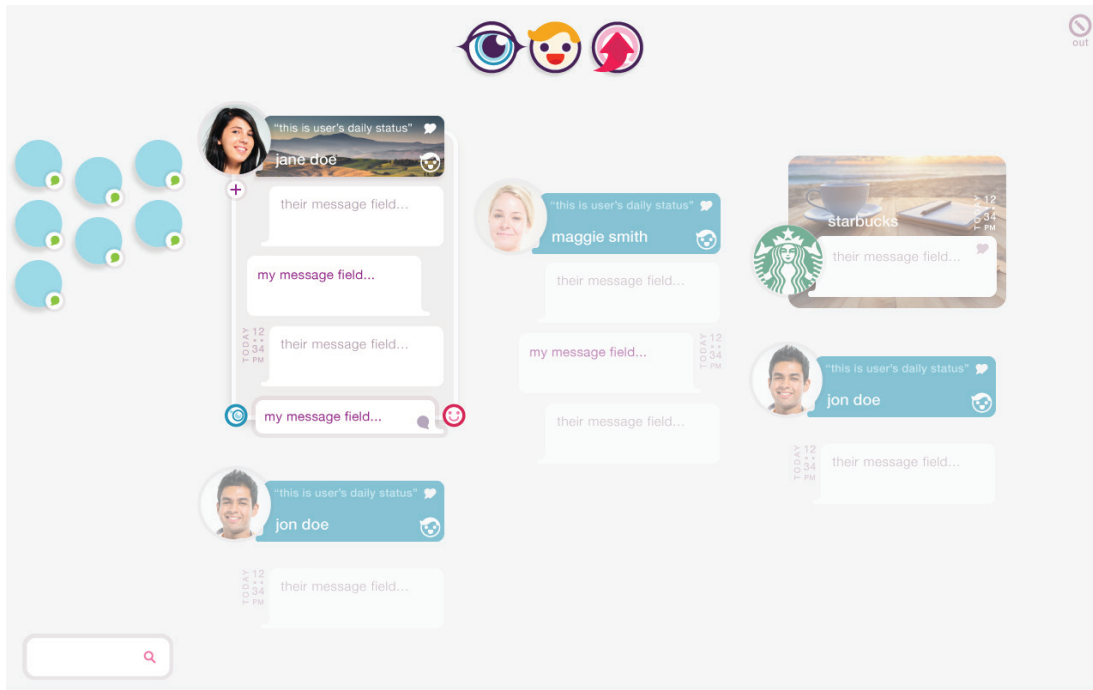 out
“this is user’s daily status”
jane doe
their message field...
my message field...
TODAY
12
34
PM
their message field...
my message field...
“this is user’s daily status”
jon doe
TODAY
12
34
PM
their message field...
“this is user’s daily status”
maggie smith
their message field...
my message field...
TODAY
12
34
PM
their message field...
starbucks
TODAY
12
34
PM
their message field...
“this is user’s daily status”
jon doe
TODAY
12
34
PM
their message field...